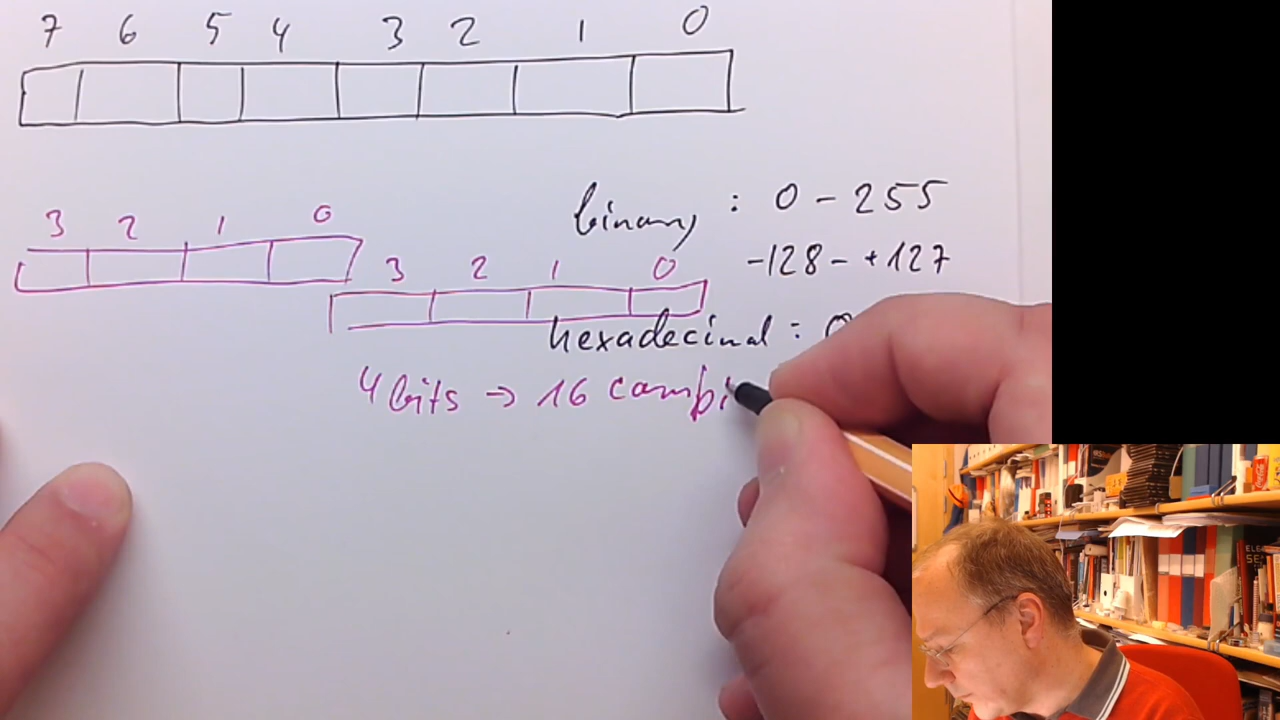 7 6 5 4 3 2 1 0
binary : 0 - 255
3 2 1 0
-128 - +127
3 2 1 0
hexadecimal :
4 bits → 16 combi